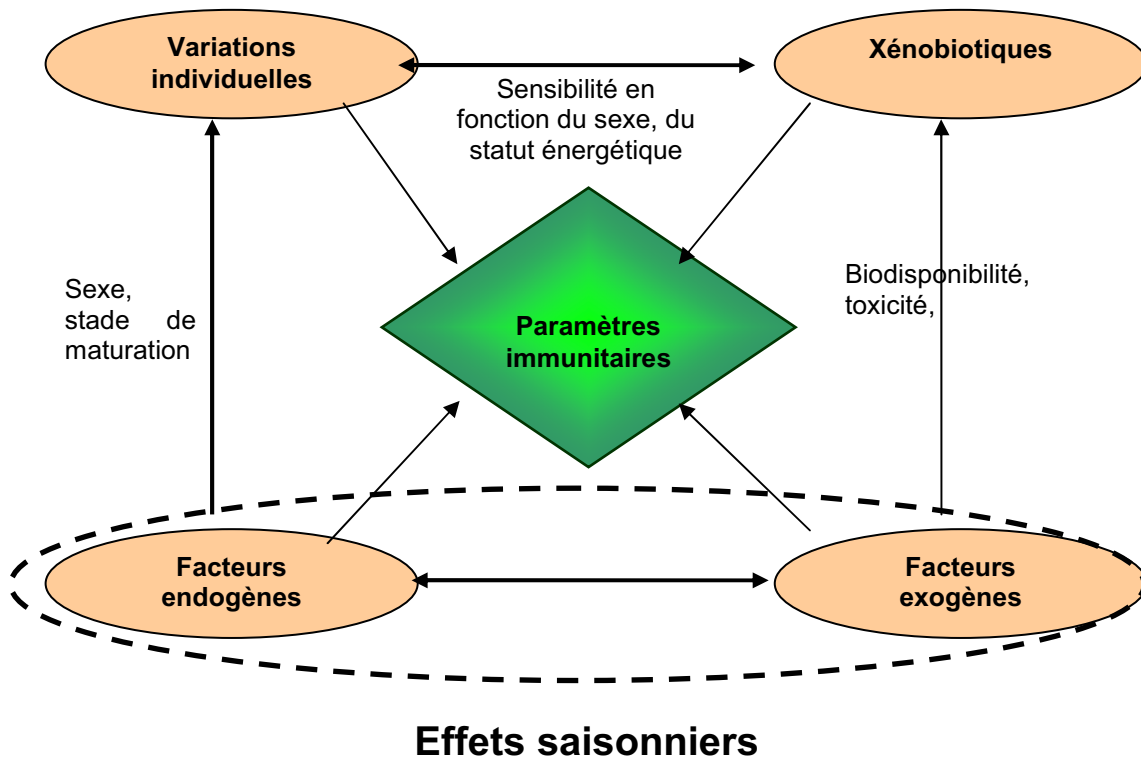 Variations
individuelles
Xénobiotiques
Sensibilité en
fonction du sexe, du
statut énergétique
Sexe,
stade de
maturation
Biodisponibilité,
toxicité,
Paramètres
immunitaires
Facteurs
endogènes
Facteurs
exogènes
Effets saisonniers